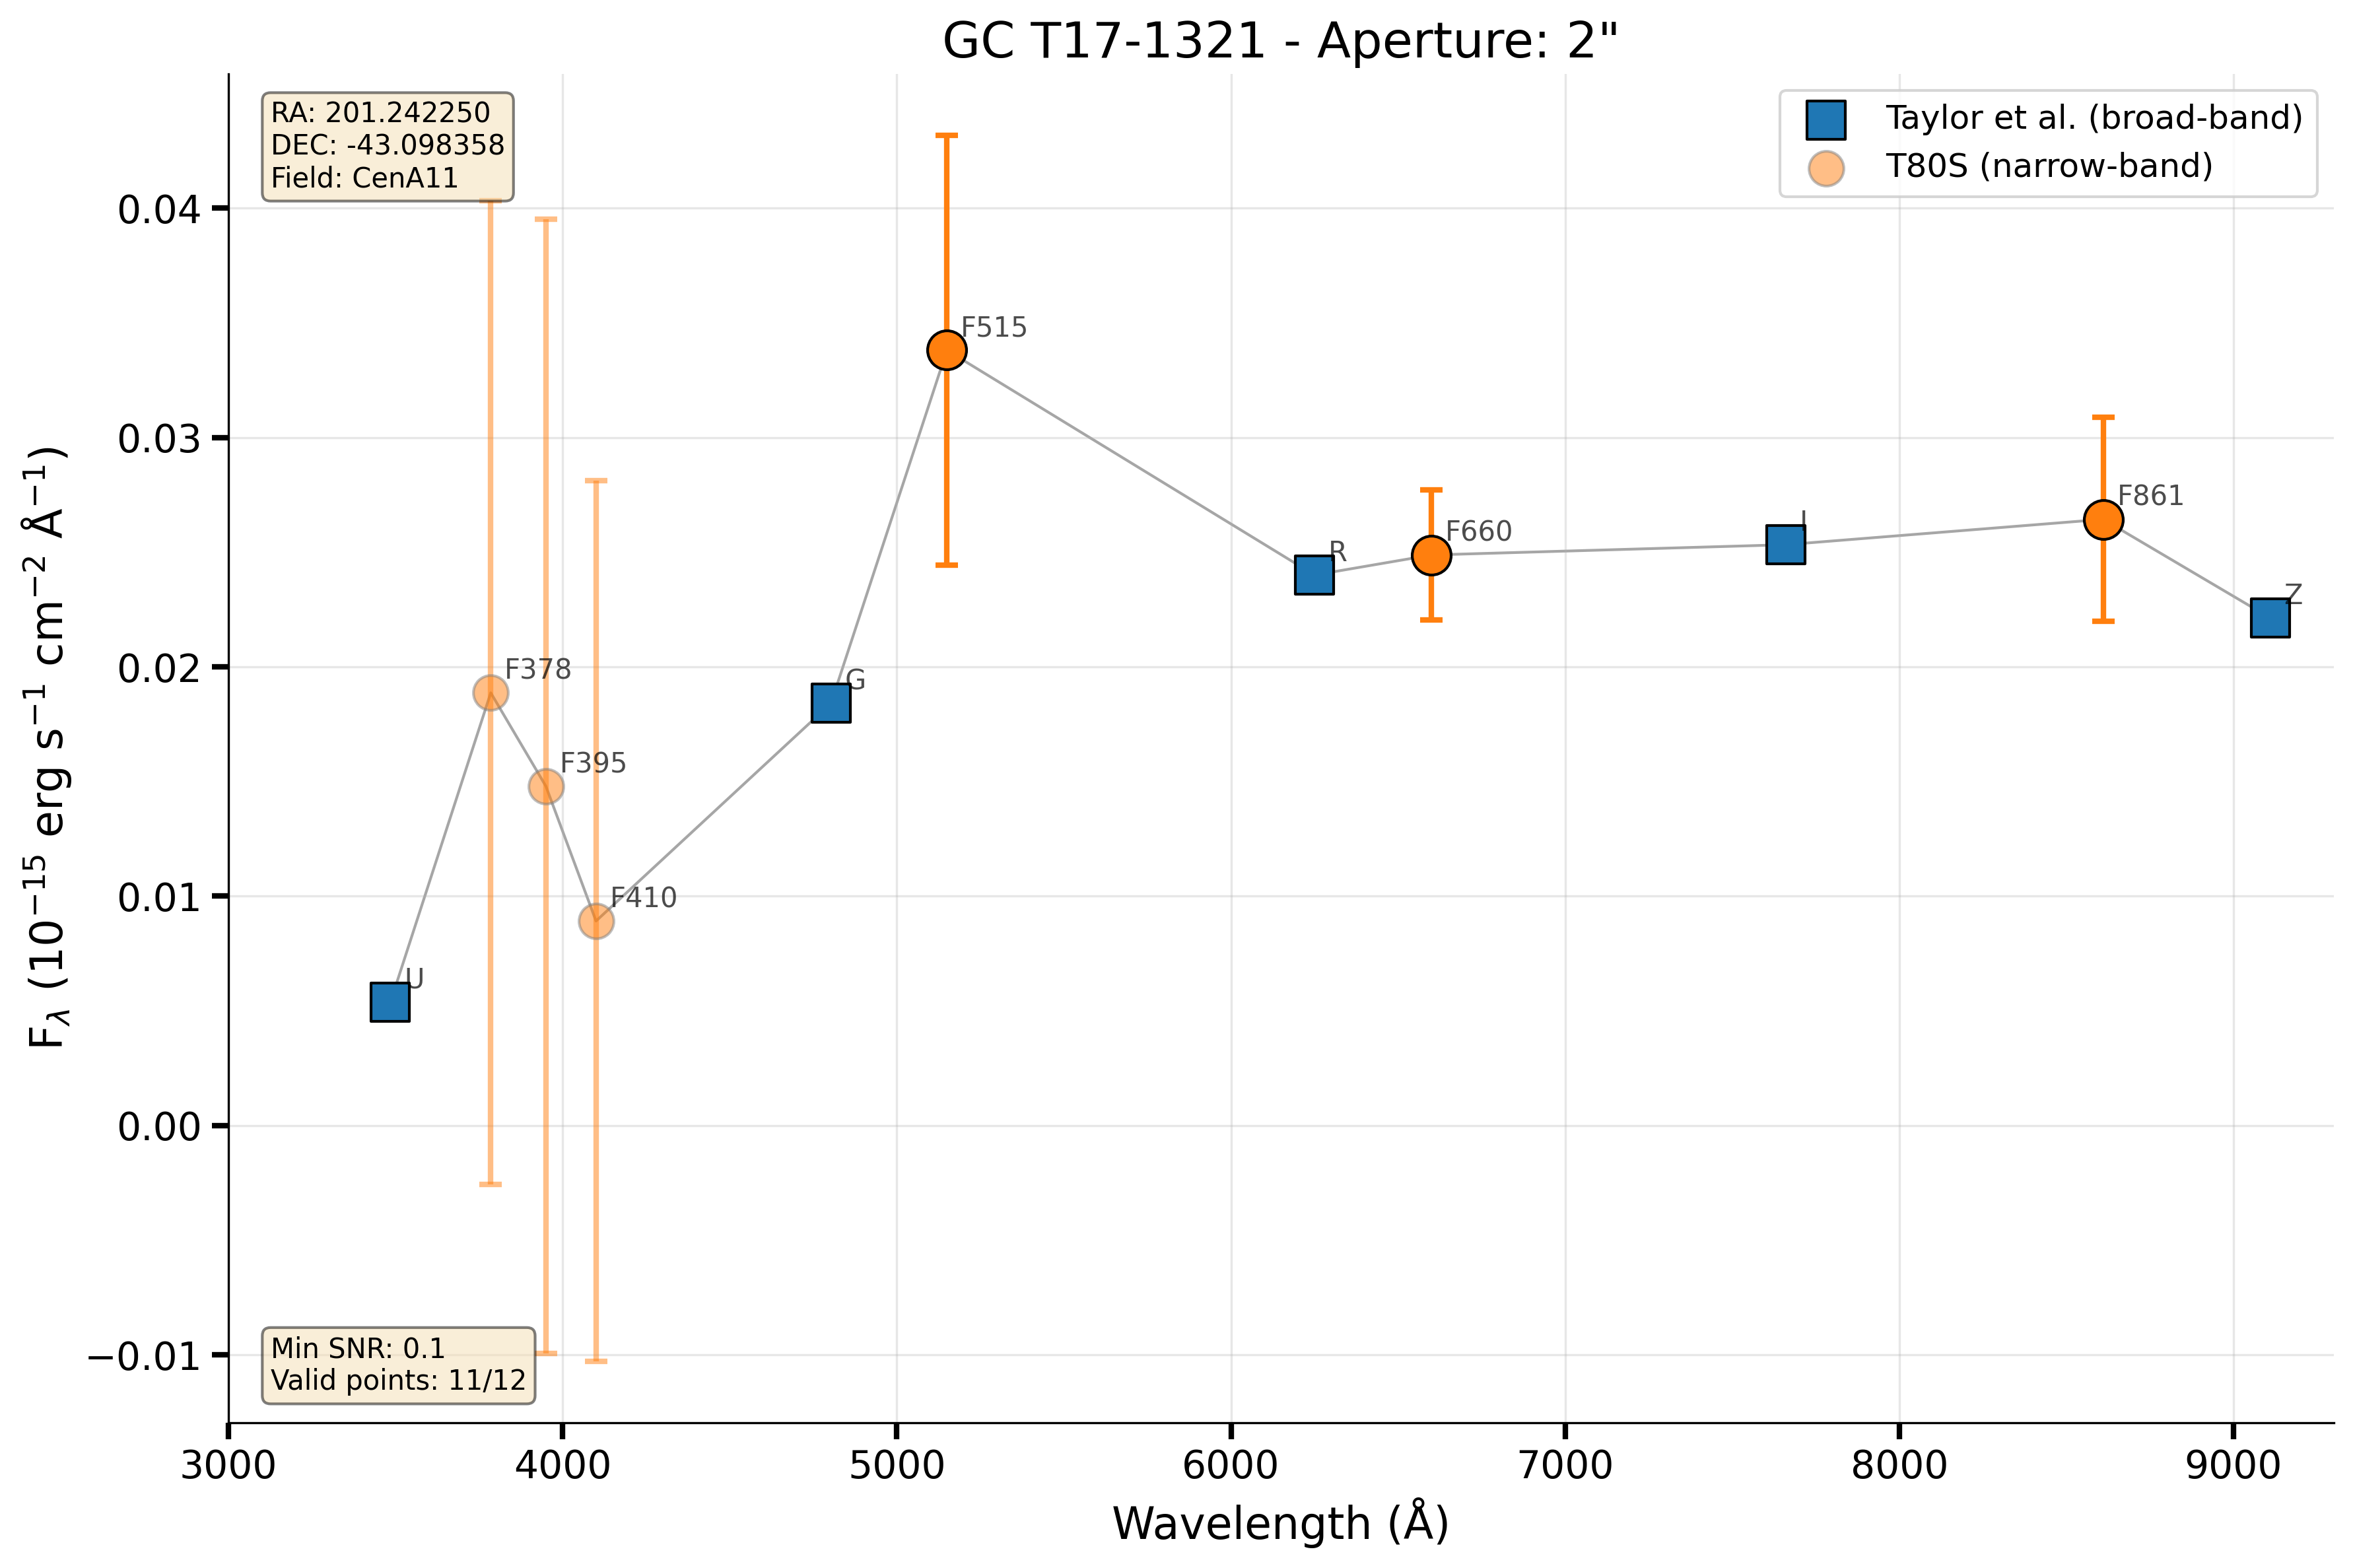 GC T17-1321 - Aperture: 2"
RA: 201.242250
DEC: -43.098358
Field: CenA11
Taylor et al. (broad-band)
T80S (narrow-band)
F515
F861
I
R
F660
Z
F378
G
F395
F410
U
Min SNR: 0.1
Valid points: 11/12
0.04
0.03
0.02
0.01
0.00
−0.01
3000 4000 5000 6000 7000 8000 9000
Wavelength (Å)
F_λ (10⁻¹⁵ erg s⁻¹ cm⁻² Å⁻¹)